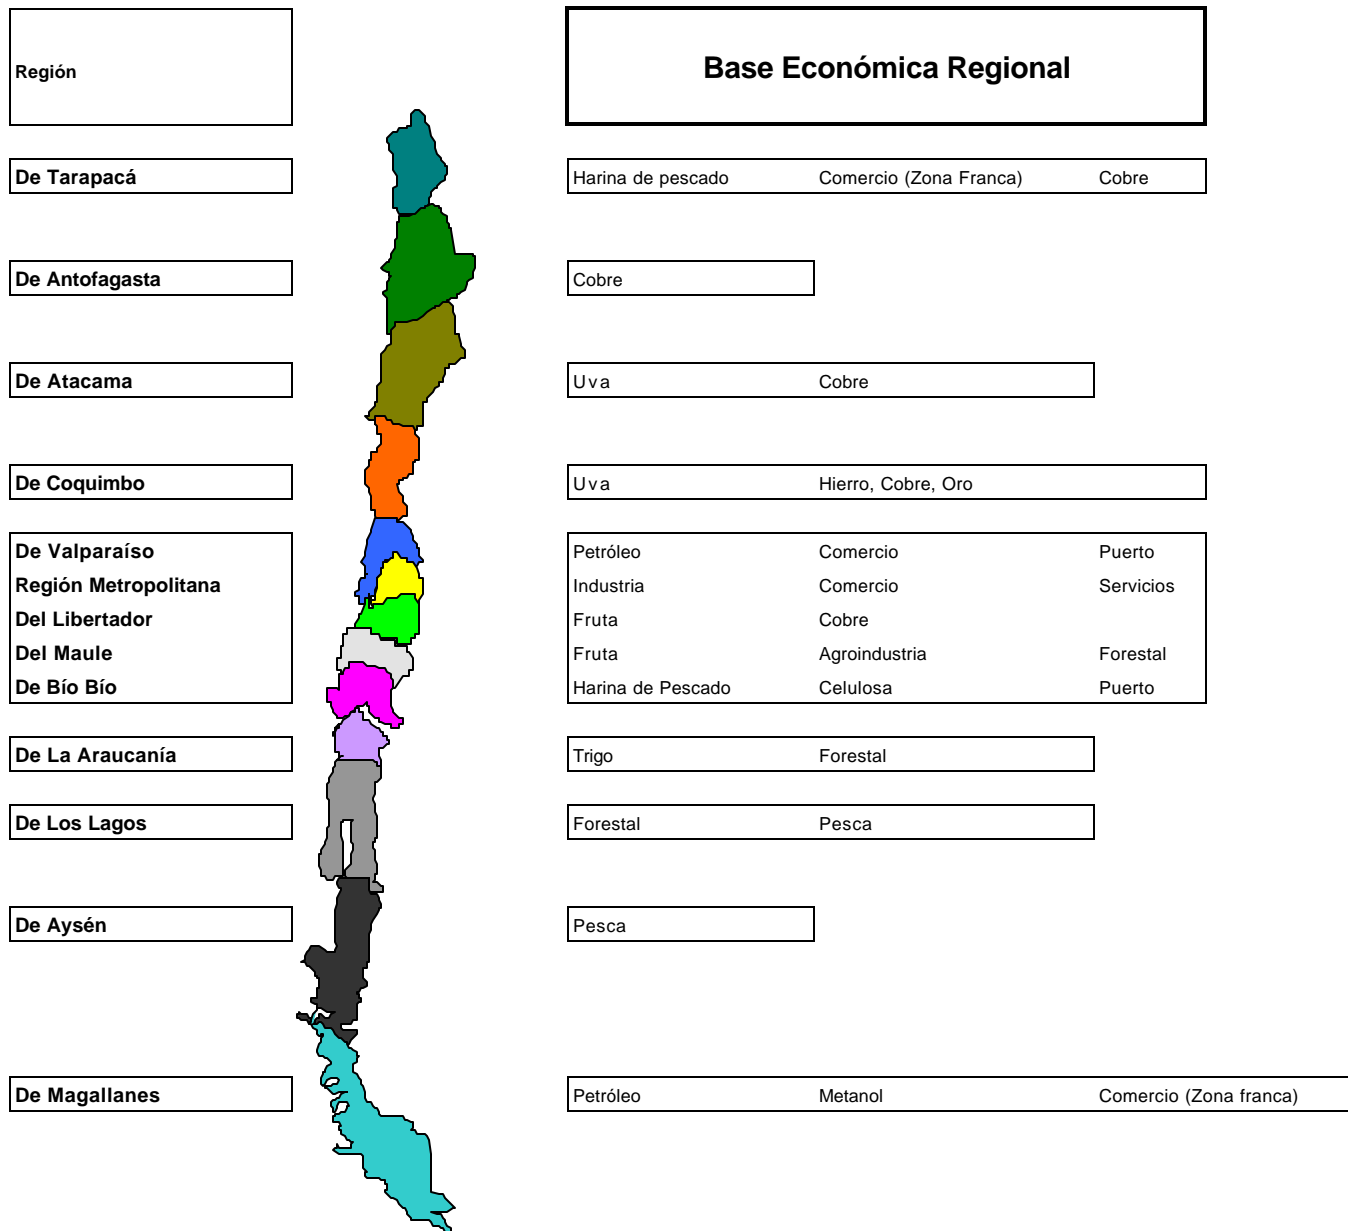 Región
Base Económica Regional
De Tarapacá Harina de pescado Comercio (Zona Franca) Cobre
De Antofagasta Cobre
De Atacama Uva Cobre
De Coquimbo Uva Hierro, Cobre, Oro
De Valparaíso Petróleo Comercio Puerto
Región Metropolitana Industria Comercio Servicios
Del Libertador Fruta Cobre
Del Maule Fruta Agroindustria Forestal
De Bío Bío Harina de Pescado Celulosa Puerto
De La Araucanía Trigo Forestal
De Los Lagos Forestal Pesca
De Aysén Pesca
De Magallanes Petróleo Metanol Comercio (Zona franca)